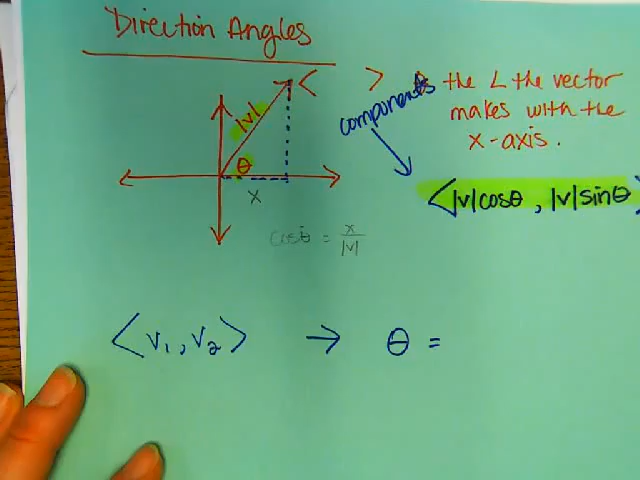 Direction Angles
< > the ∠ the vector
makes with the
x-axis.
components
|v|
θ
x
<|v|cosθ, |v|sinθ>
cosθ = x/|v|
<v₁, v₂> → θ =